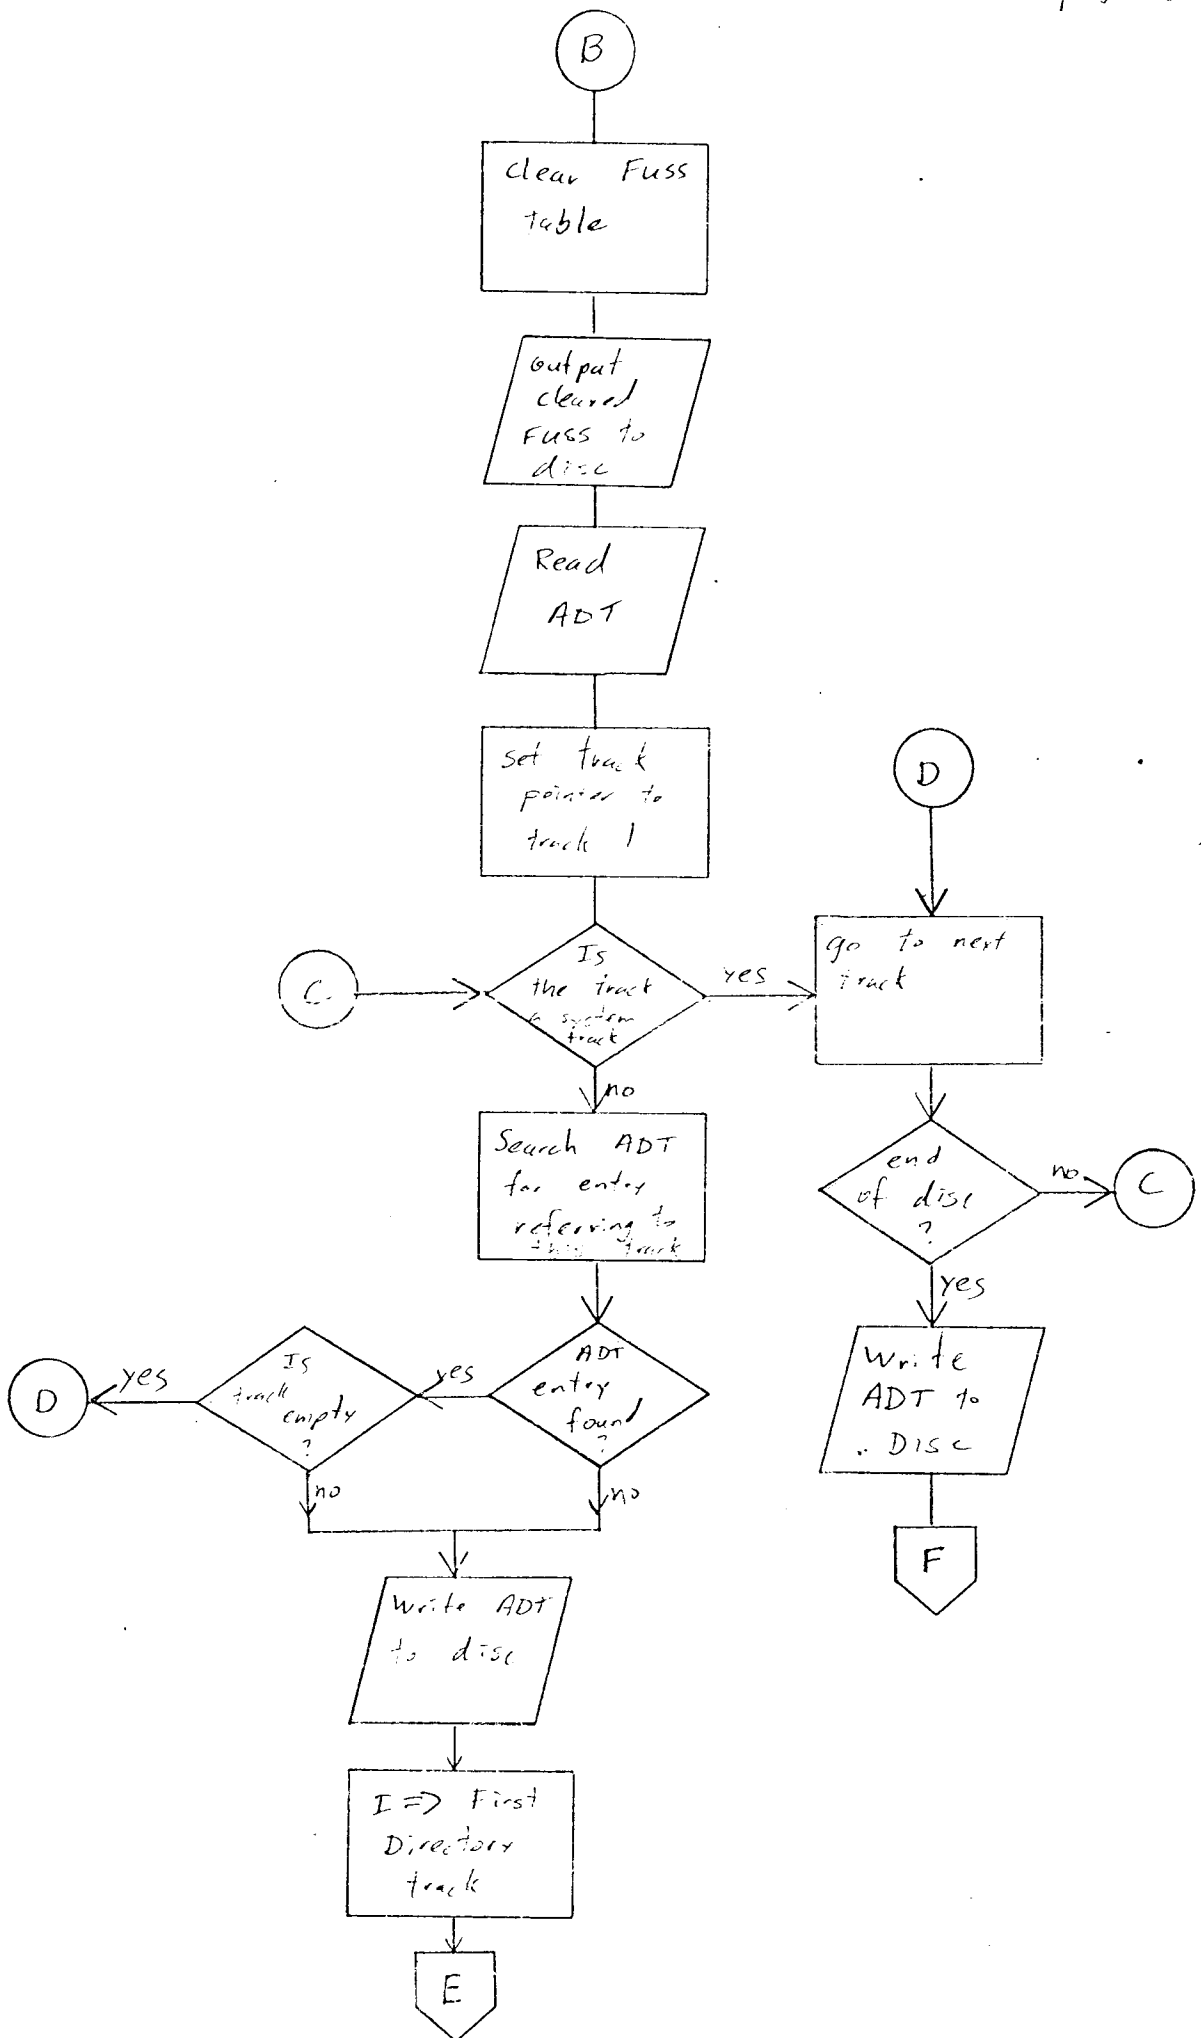 B
Clear Fuss
table
output
cleared
Fuss to
disc
Read
ADT
set track
pointer to
track 1
D
C
Is
the track
a system
track
yes
go to next
track
no
Search ADT
for entry
referring to
this track
end
of disc
?
no
C
yes
D
yes
Is
track
empty
?
yes
ADT
entry
found
?
Write
ADT to
Disc
no
no
F
Write ADT
to disc
I => First
Directory
track
E